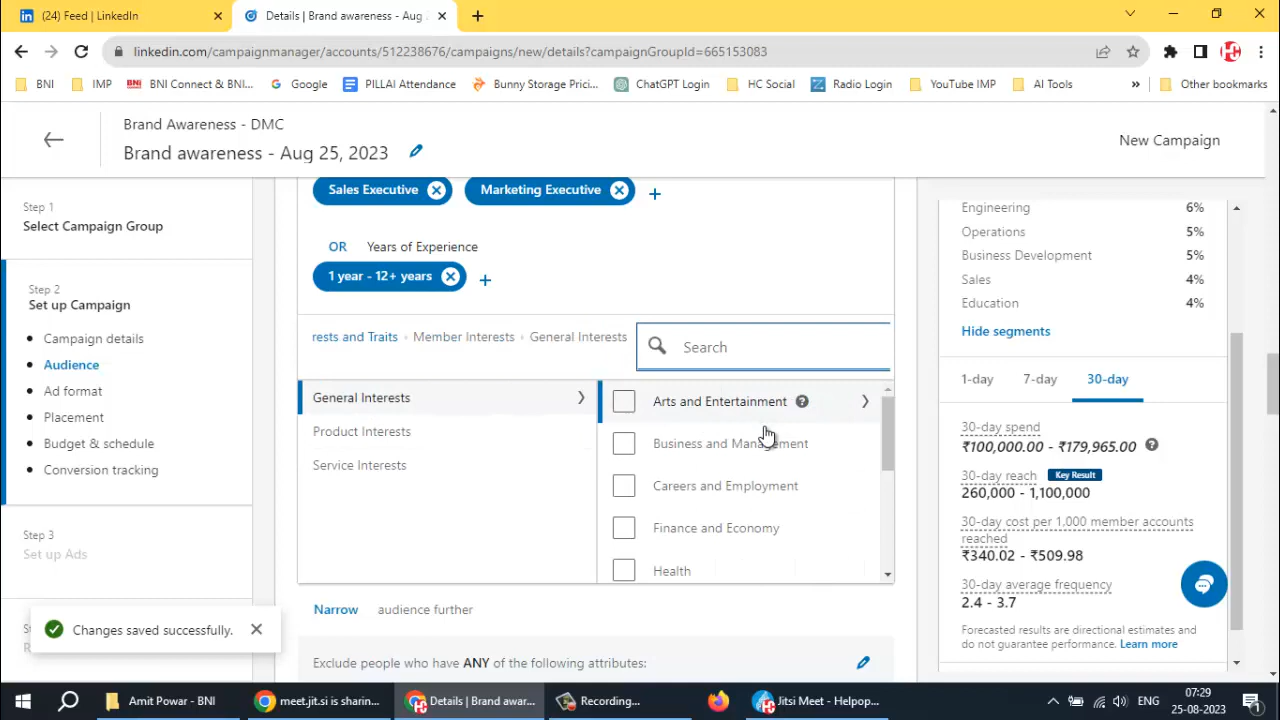 (24) Feed | LinkedIn
Details | Brand awareness - Aug
linkedin.com/campaignmanager/accounts/512238676/campaigns/new/details?campaignGroupId=665153083
BNI
IMP
BNI Connect & BNI...
Google
PILLAI Attendance
Bunny Storage Prici...
ChatGPT Login
HC Social
Radio Login
YouTube IMP
AI Tools
»
Other bookmarks
Brand Awareness - DMC
Brand awareness - Aug 25, 2023
New Campaign
Step 1
Select Campaign Group
Step 2
Set up Campaign
Campaign details
Audience
Ad format
Placement
Budget & schedule
Conversion tracking
Step 3
Set up Ads
Changes saved successfully.
Sales Executive
Marketing Executive
OR Years of Experience
1 year - 12+ years
rests and Traits › Member Interests › General Interests
Search
General Interests
Product Interests
Service Interests
Arts and Entertainment
Business and Management
Careers and Employment
Finance and Economy
Health
Narrow audience further
Exclude people who have ANY of the following attributes:
Engineering 6%
Operations 5%
Business Development 5%
Sales 4%
Education 4%
Hide segments
1-day 7-day 30-day
30-day spend
₹100,000.00 - ₹179,965.00
30-day reach Key Result
260,000 - 1,100,000
30-day cost per 1,000 member accounts
reached
₹340.02 - ₹509.98
30-day average frequency
2.4 - 3.7
Forecasted results are directional estimates and
do not guarantee performance. Learn more
Amit Powar - BNI
meet.jit.si is sharin...
Details | Brand awar...
Recording...
Jitsi Meet - Helpop...
ENG
07:29
25-08-2023
1